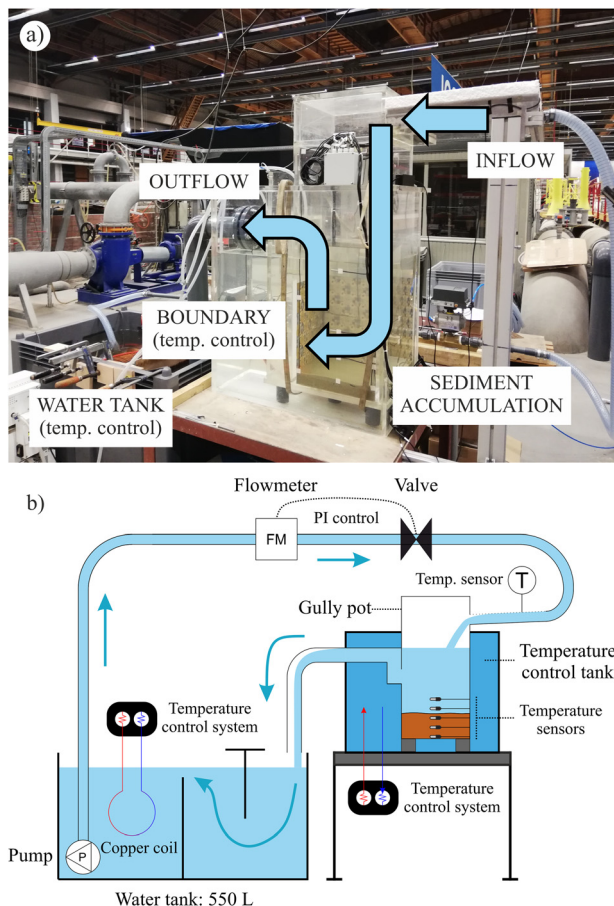 a)
INFLOW
OUTFLOW
BOUNDARY
(temp. control)
SEDIMENT
ACCUMULATION
WATER TANK
(temp. control)
b)
Flowmeter
Valve
PI control
FM
Temp. sensor
T
Gully pot
Temperature
control tank
Temperature
sensors
Temperature
control system
Temperature
control system
Copper coil
Pump
P
Water tank: 550 L